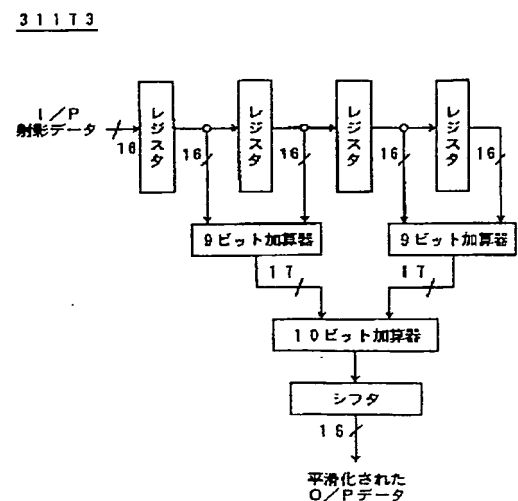 31173
I/P
射影データ
16
レジスタ
レジスタ
レジスタ
レジスタ
16
16
16
16
9ビット加算器
9ビット加算器
17
17
10ビット加算器
シフタ
16
平滑化された
O/Pデータ